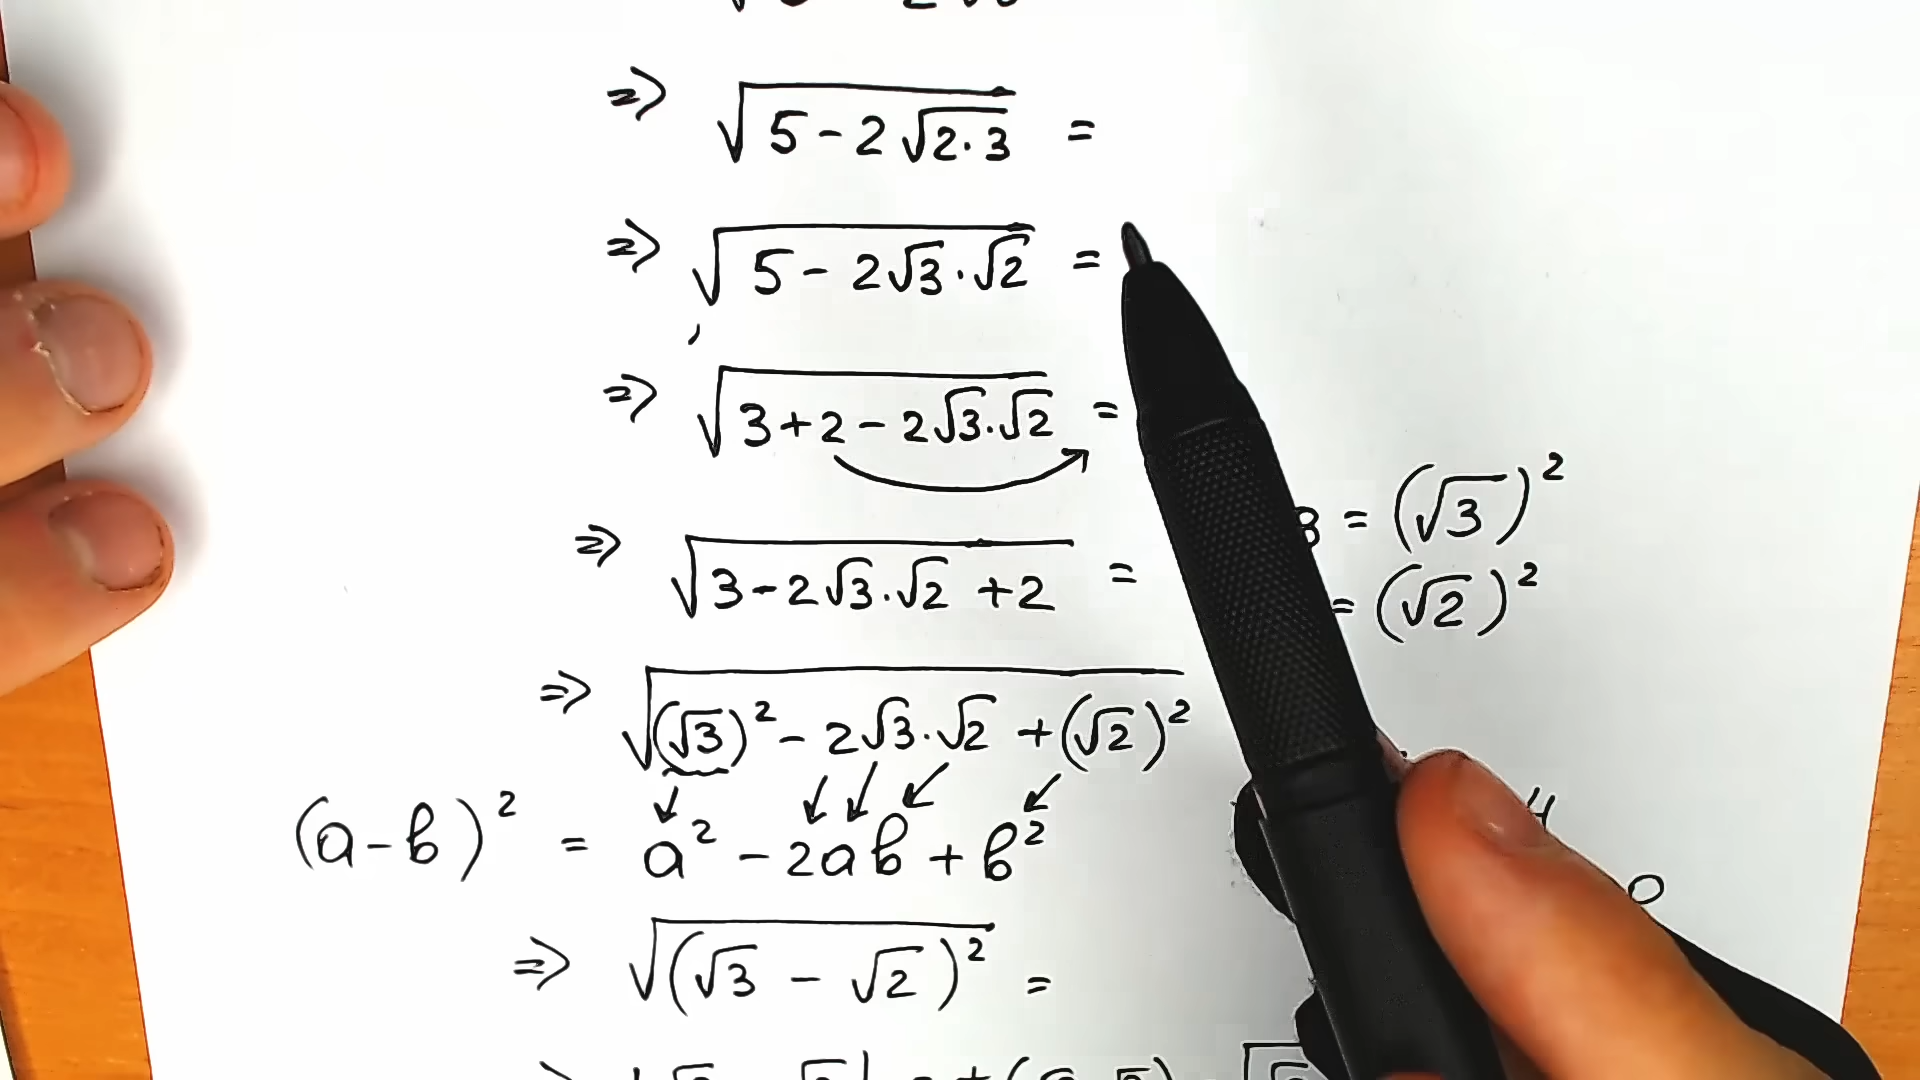 => √(5 - 2√(2·3)) =
=> √(5 - 2√3·√2) =
=> √(3+2 - 2√3·√2) =
3 = (√3)²
=> √(3 - 2√3·√2 + 2) =
= (√2)²
=> √((√3)² - 2√3·√2 + (√2)²)
(a - b)² = a² - 2ab + b²
=> √((√3 - √2)²) =